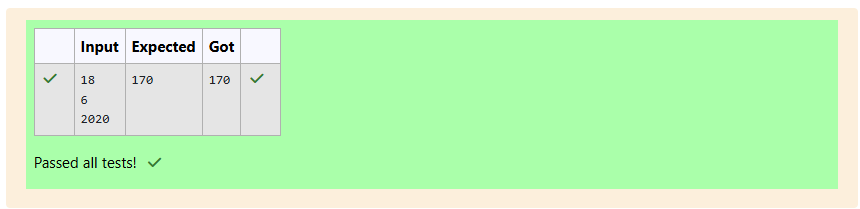 Input Expected Got
18 170 170
6
2020
Passed all tests!